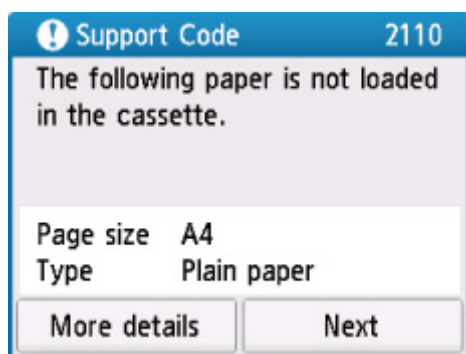 Support Code 2110
The following paper is not loaded
in the cassette.
Page size A4
Type Plain paper
More details Next